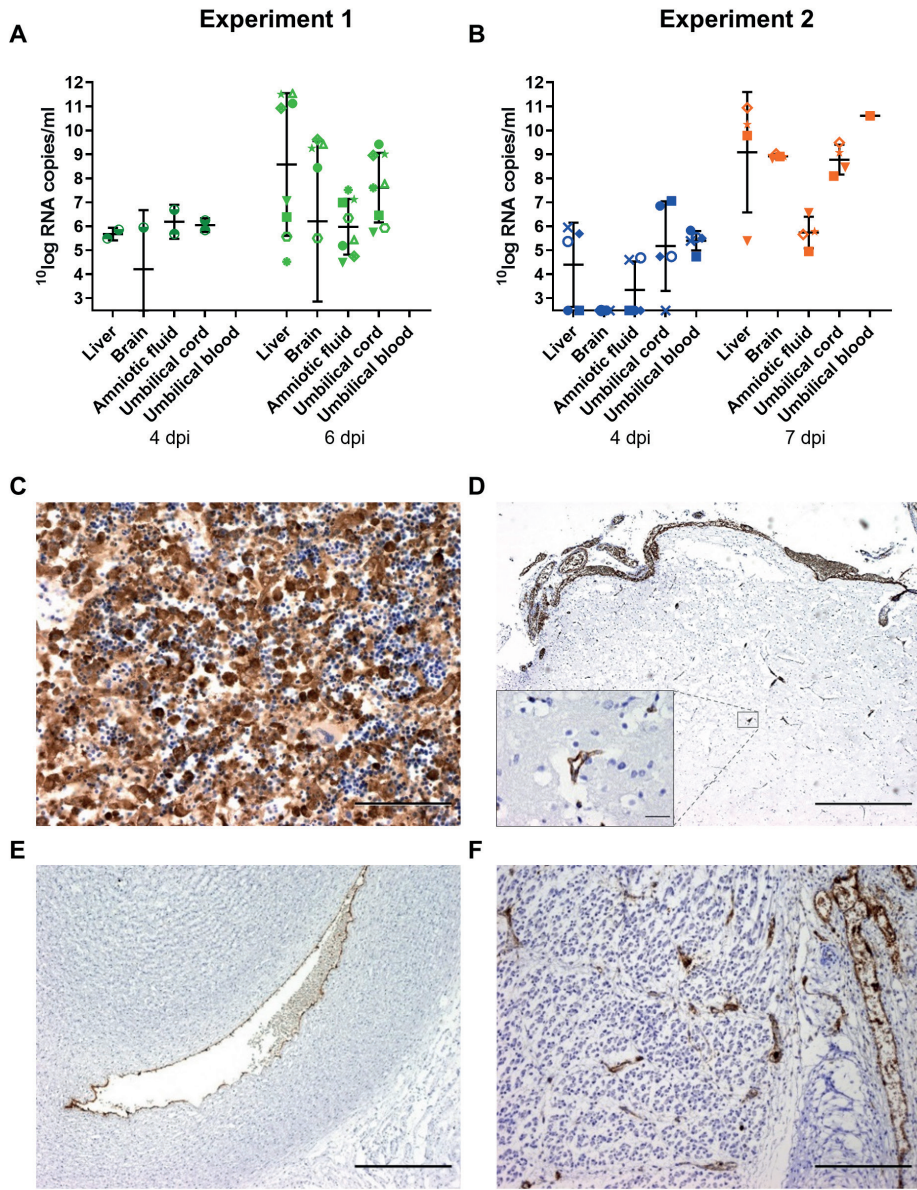 Experiment 1
Experiment 2
A
B
10log RNA copies/ml
12
11
10
9
8
7
6
5
4
3
Liver
Brain
Amniotic fluid
Umbilical cord
Umbilical blood
Liver
Brain
Amniotic fluid
Umbilical cord
Umbilical blood
4 dpi
6 dpi
10log RNA copies/ml
12
11
10
9
8
7
6
5
4
3
Liver
Brain
Amniotic fluid
Umbilical cord
Umbilical blood
Liver
Brain
Amniotic fluid
Umbilical cord
Umbilical blood
4 dpi
7 dpi
C
D
E
F